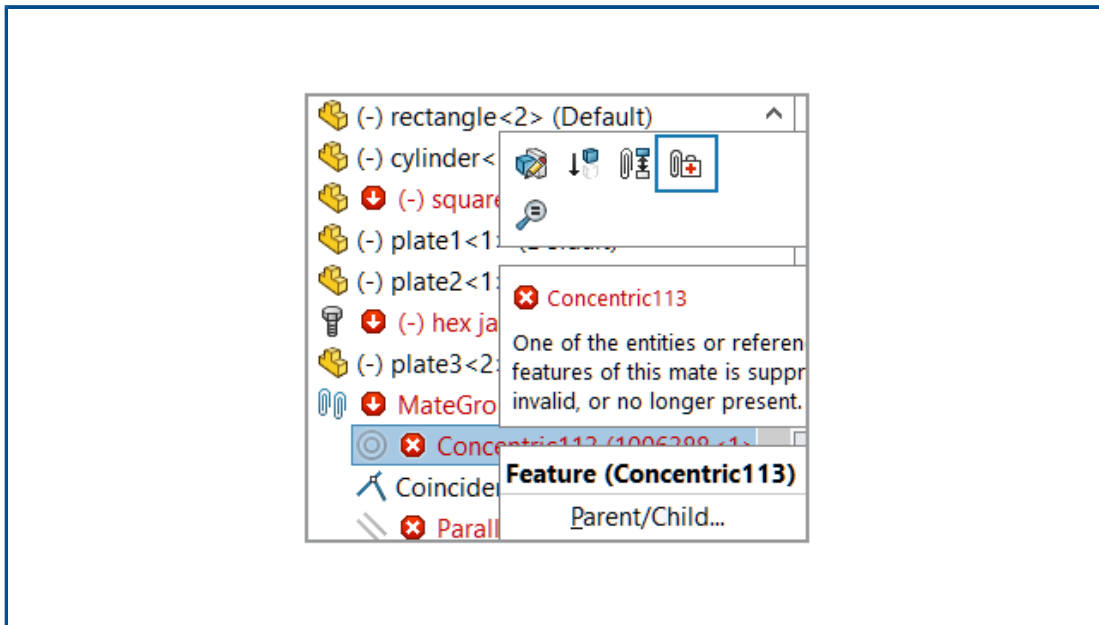 (-) rectangle<2> (Default)
(-) cylinder<
(-) square
(-) plate1<1>
(-) plate2<1>
Concentric113
(-) hex ja
One of the entities or referen
(-) plate3<2>
features of this mate is suppr
MateGro
invalid, or no longer present.
Concentric113 (1006388<1>
Feature (Concentric113)
Coinciden
Parent/Child...
Parall